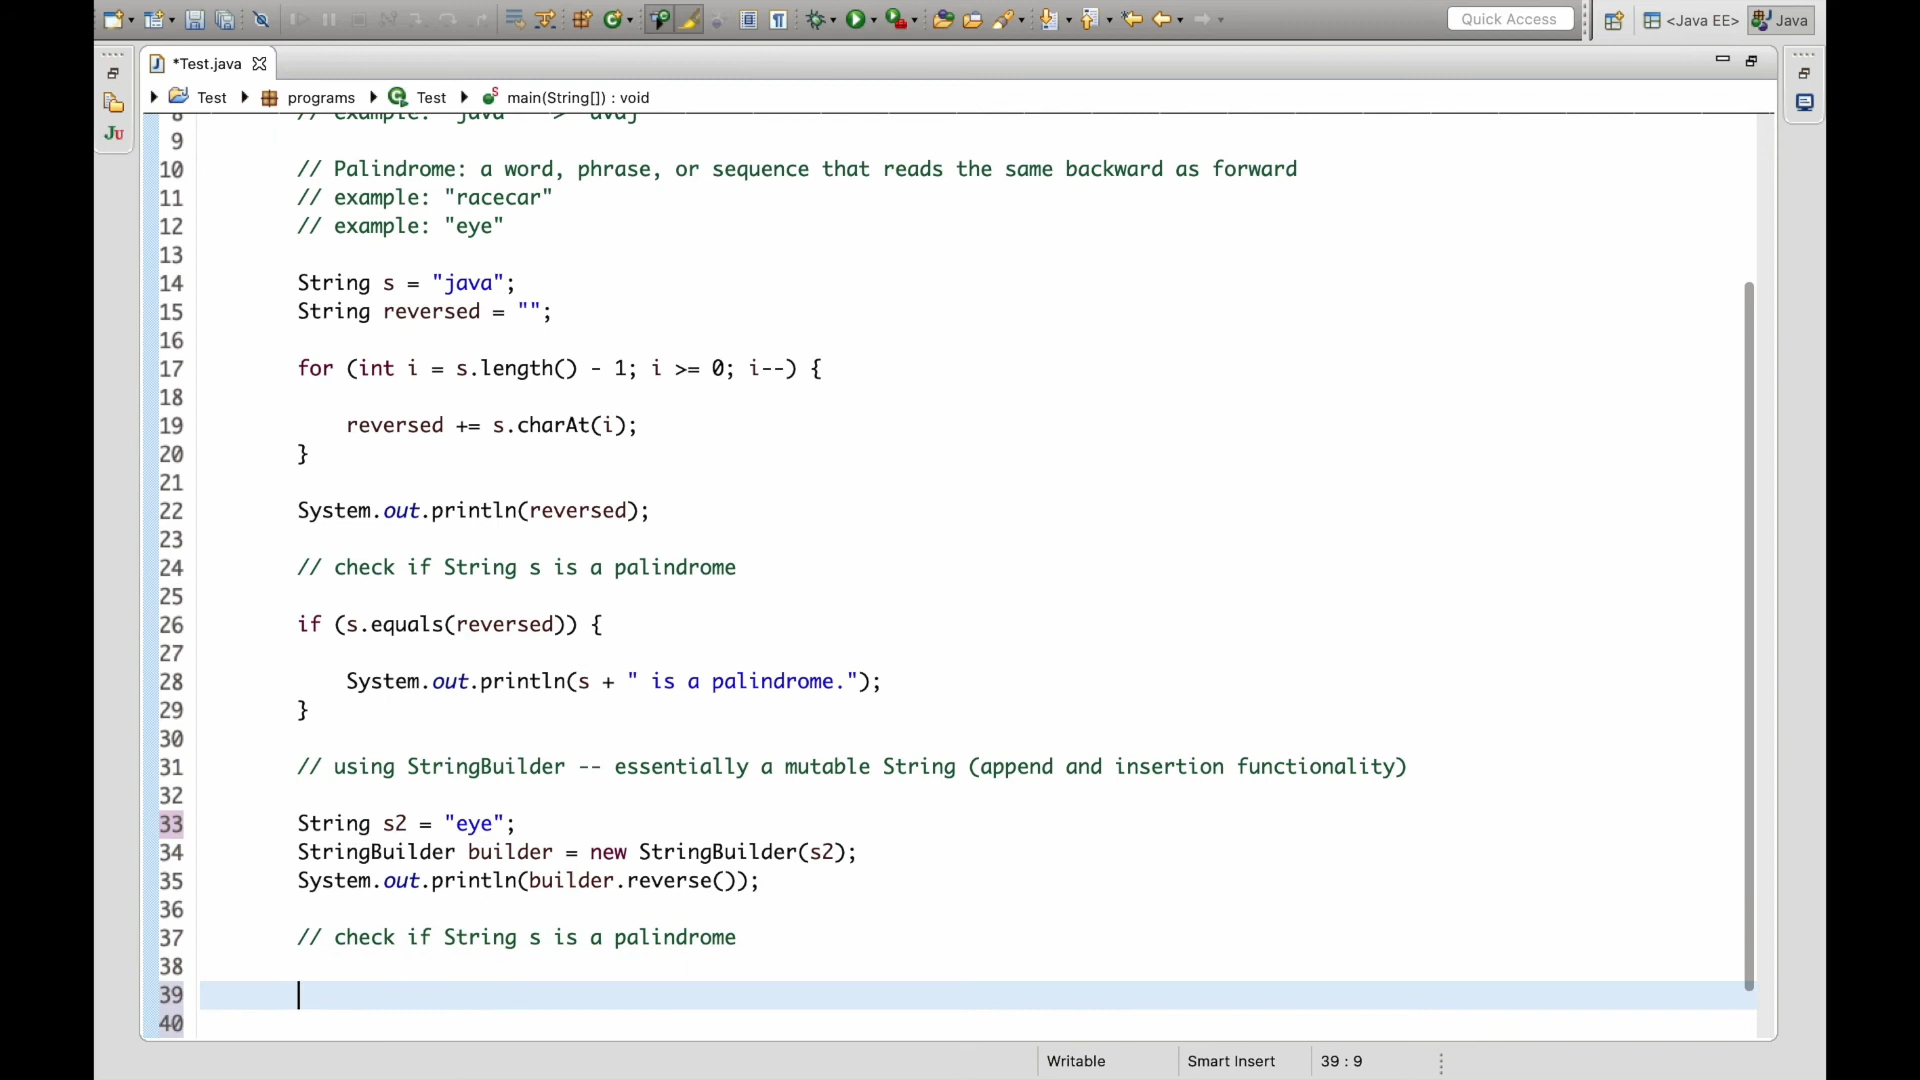 Quick Access
<Java EE>
Java
*Test.java
Test
programs
Test
main(String[]) : void
8 // example: "java" -> "avaj"
9
10 // Palindrome: a word, phrase, or sequence that reads the same backward as forward
11 // example: "racecar"
12 // example: "eye"
13
14 String s = "java";
15 String reversed = "";
16
17 for (int i = s.length() - 1; i >= 0; i--) {
18
19 reversed += s.charAt(i);
20 }
21
22 System.out.println(reversed);
23
24 // check if String s is a palindrome
25
26 if (s.equals(reversed)) {
27
28 System.out.println(s + " is a palindrome.");
29 }
30
31 // using StringBuilder -- essentially a mutable String (append and insertion functionality)
32
33 String s2 = "eye";
34 StringBuilder builder = new StringBuilder(s2);
35 System.out.println(builder.reverse());
36
37 // check if String s is a palindrome
38
39
40
Ju
Writable
Smart Insert
39 : 9